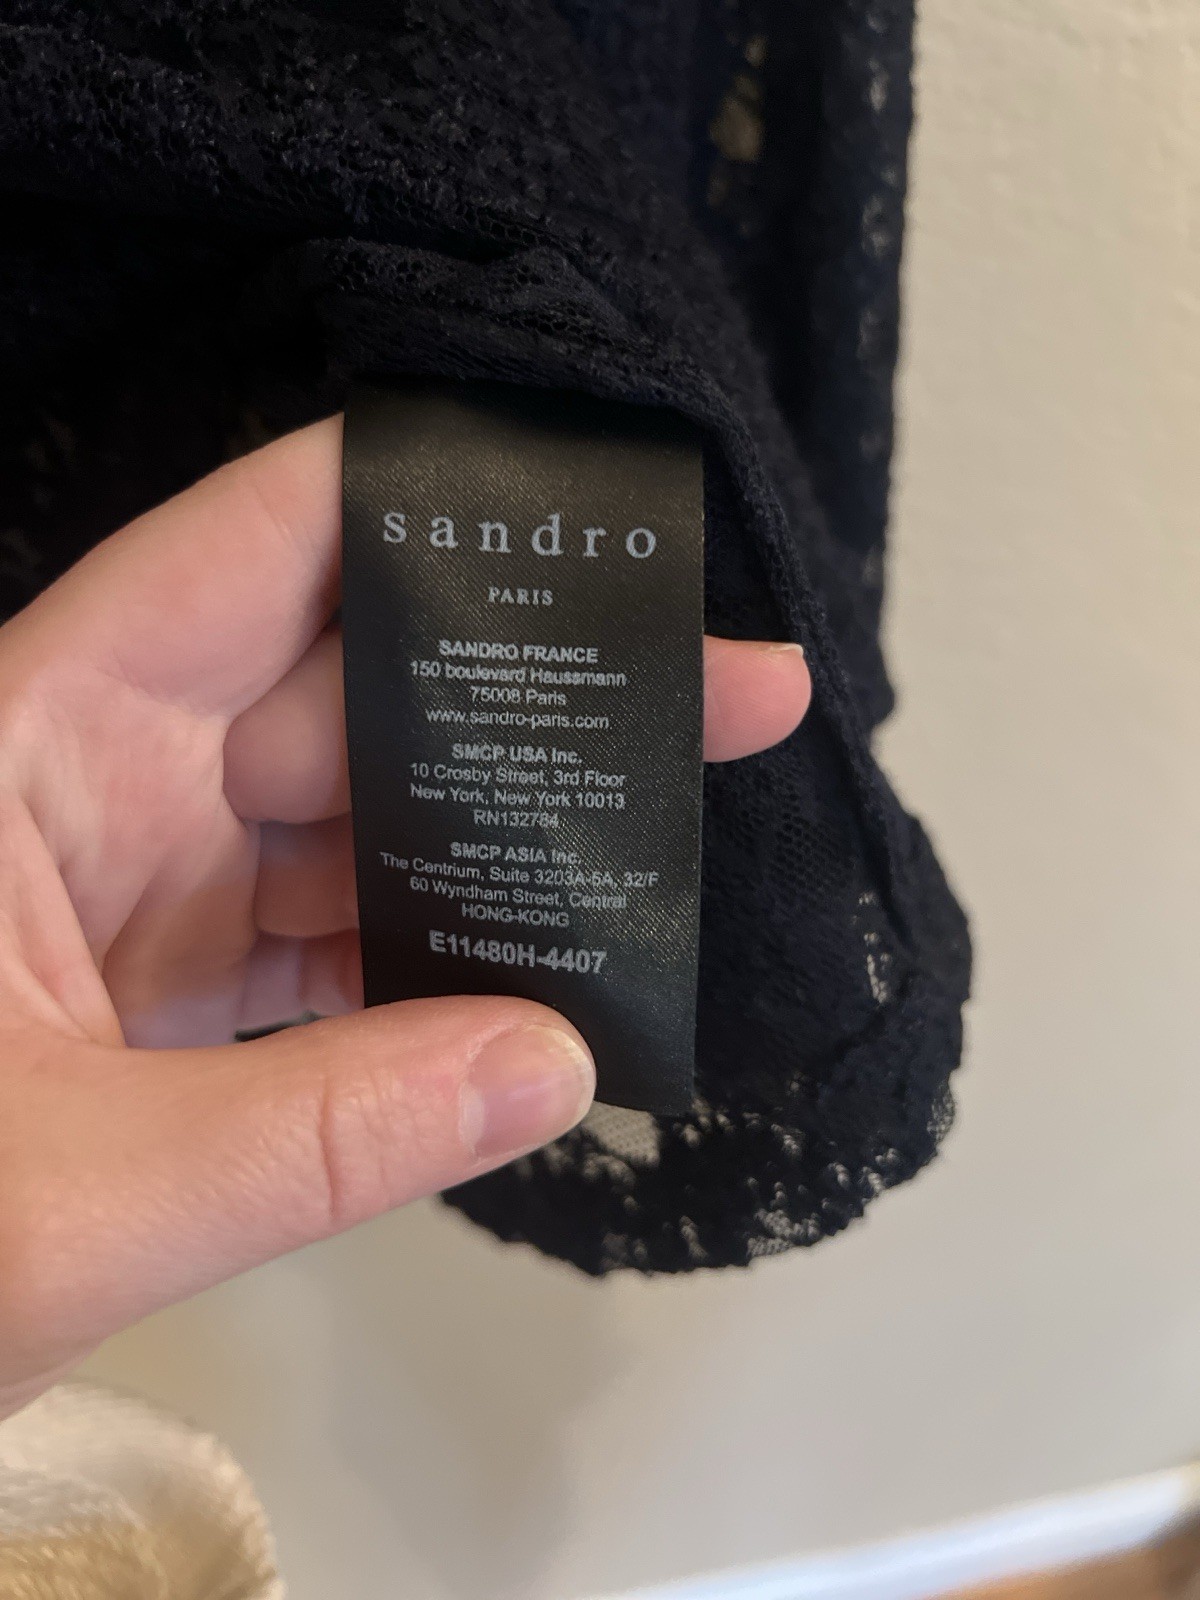 sandro
PARIS
SANDRO FRANCE
150 boulevard Haussmann
75008 Paris
www.sandro-paris.com
SMCP USA Inc.
10 Crosby Street, 3rd Floor
New York, New York 10013
RN132784
SMCP ASIA Inc.
The Centrium, Suite 3203A-5A, 32/F
60 Wyndham Street, Central
HONG-KONG
E11480H-4407